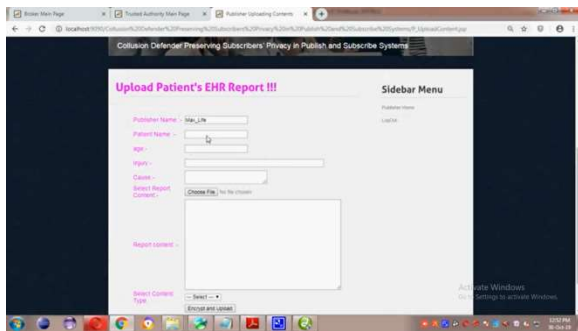 Broker Main Page
Trusted Authority Main Page
Publisher Uploading Contents
Collusion Defender Preserving Subscribers' Privacy in Publish and Subscribe Systems
Upload Patient's EHR Report !!!
Sidebar Menu
Publisher Home
LogOut
Publisher Name :- Max_Life
Patient Name :-
Age:-
Injury:-
Cause:-
Select Report Content:-
Choose File No file chosen
Report content :-
Select Content Type
-- Select --
Encrypt and Upload
Activate Windows
Go to Settings to activate Windows.
12:52 PM